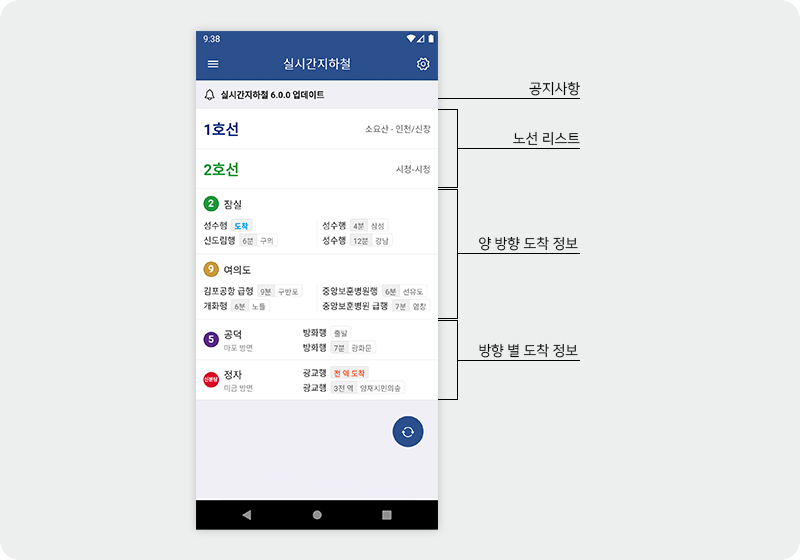 9.38
실시간지하철
실시간지하철 6.0.0 업데이트
공지사항
1호선 소요산 - 인천/신창
노선 리스트
2호선 시청-시청
2 잠실
성수행 도착 성수행 4분 삼성
신도림행 6분 구의 성수행 12분 강남
양 방향 도착 정보
9 여의도
김포공항 급행 9분 구반포 중앙보훈병원행 6분 선유도
개화행 6분 노들 중앙보훈병원 급행 7분 염창
5 공덕 방화행 출발
마포 방면 방화행 7분 광화문
방향 별 도착 정보
신분당 정자 광교행 전 역 도착
미금 방면 광교행 3전 역 양재시민의숲